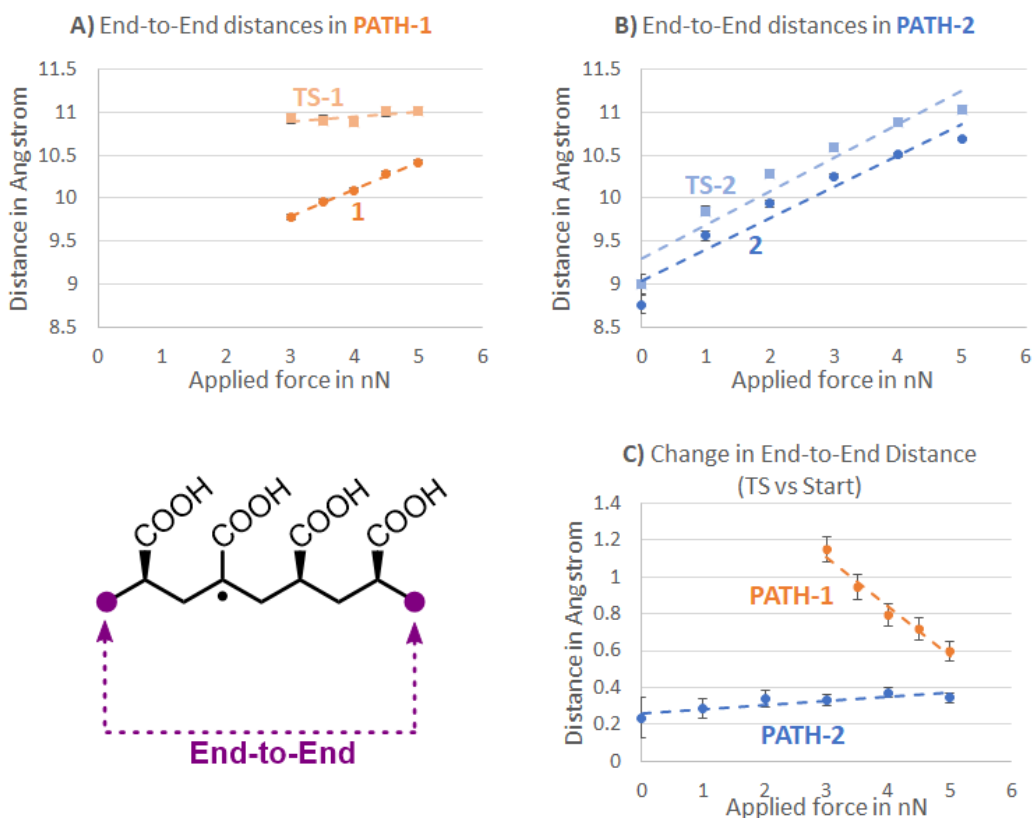 A) End-to-End distances in PATH-1
Distance in Angstrom
11.5
11
10.5
10
9.5
9
8.5
TS-1
1
0 1 2 3 4 5 6
Applied force in nN
B) End-to-End distances in PATH-2
Distance in Angstrom
11.5
11
10.5
10
9.5
9
8.5
TS-2
2
0 1 2 3 4 5 6
Applied force in nN
COOH COOH COOH COOH
End-to-End
C) Change in End-to-End Distance
(TS vs Start)
Distance in Angstrom
1.4
1.2
1
0.8
0.6
0.4
0.2
0
PATH-1
PATH-2
0 1 2 3 4 5 6
Applied force in nN